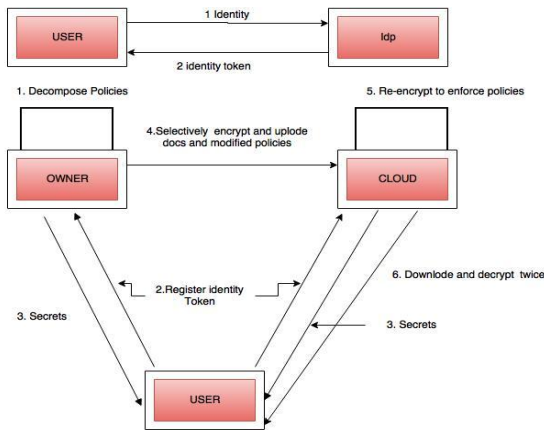 1 Identity
USER
Idp
2 identity token
1. Decompose Policies
5. Re-encrypt to enforce policies
4.Selectively encrypt and uplode
docs and modified policies
OWNER
CLOUD
6. Downlode and decrypt twice
2.Register identity
Token
3. Secrets
3. Secrets
USER